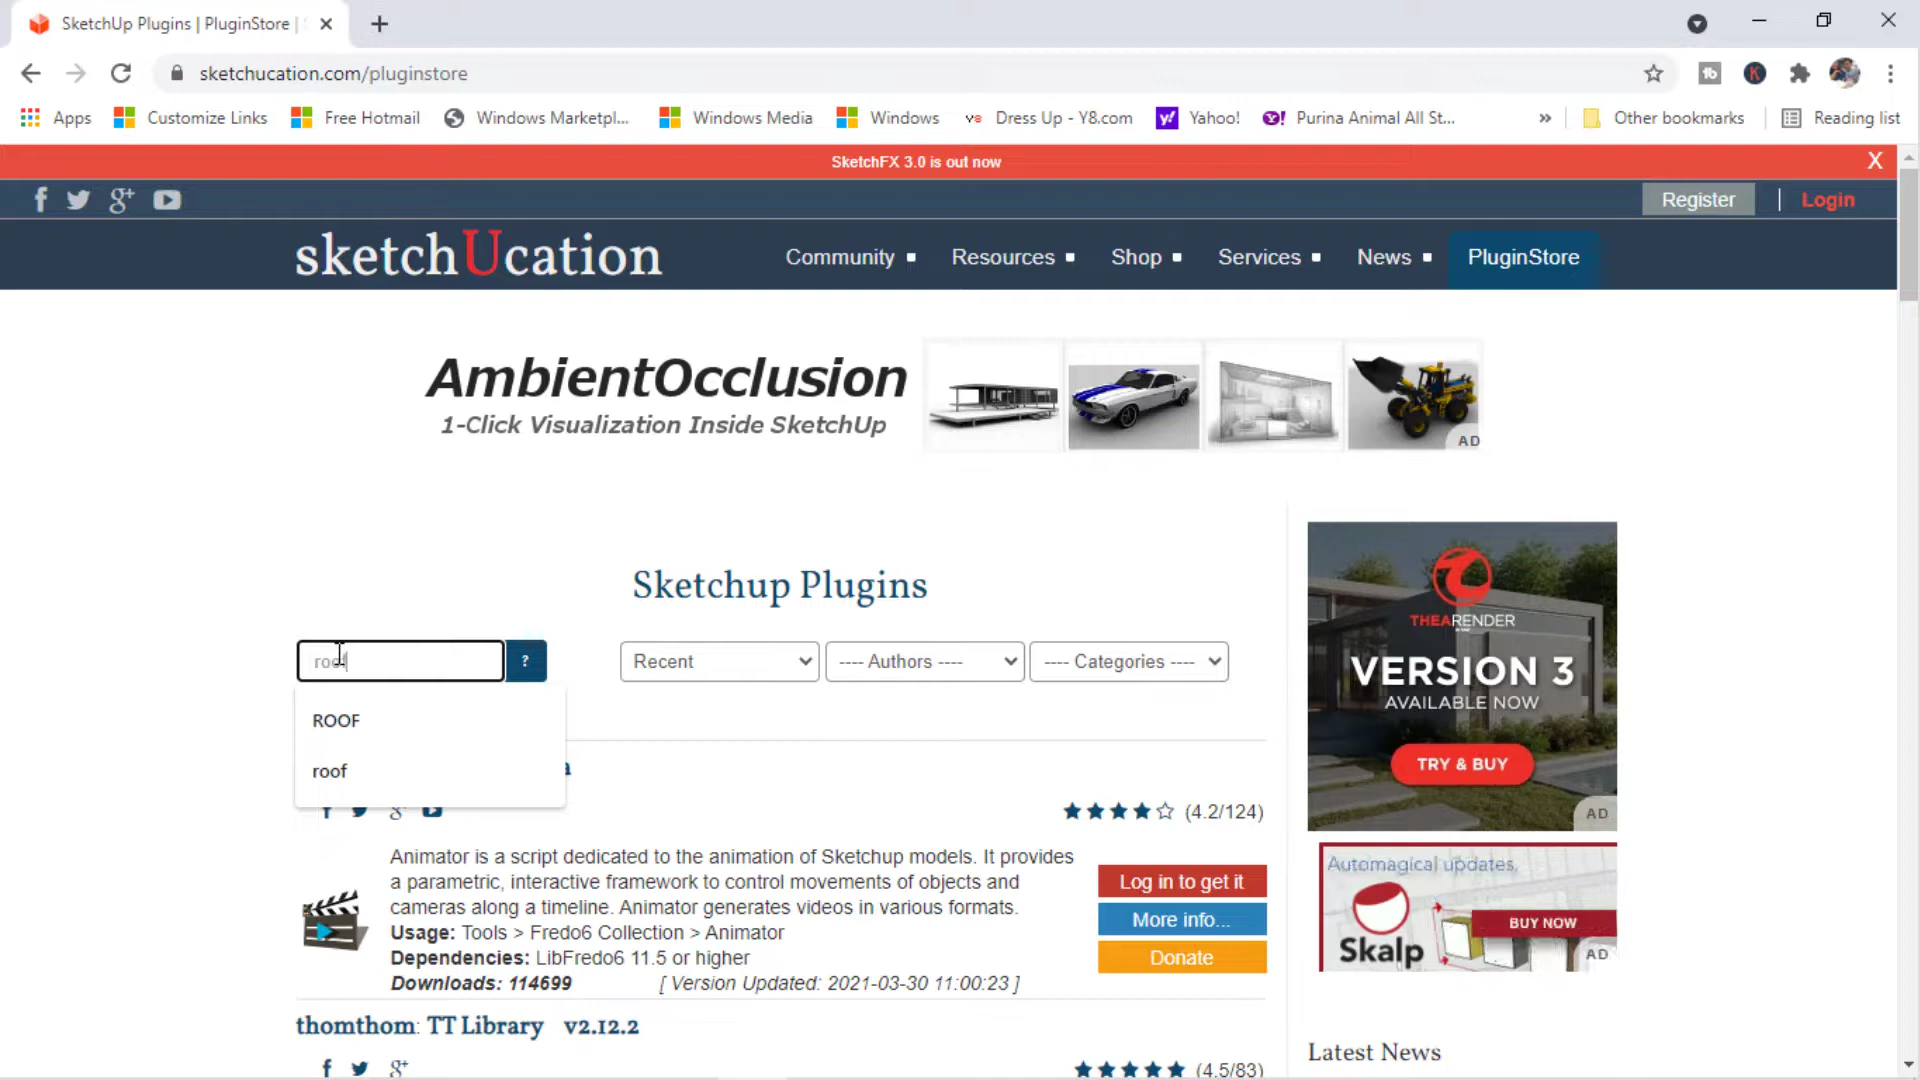 SketchUp Plugins | PluginStore |
sketchucation.com/pluginstore
Apps Customize Links Free Hotmail Windows Marketpl... Windows Media Windows Dress Up - Y8.com Yahoo! Purina Animal All St... » Other bookmarks Reading list
SketchFX 3.0 is out now X
Register | Login
sketchUcation Community Resources Shop Services News PluginStore
AmbientOcclusion
1-Click Visualization Inside SketchUp
AD
Sketchup Plugins
roof ? Recent ---- Authors ---- ---- Categories ----
ROOF
roof
a
(4.2/124)
Animator is a script dedicated to the animation of Sketchup models. It provides
a parametric, interactive framework to control movements of objects and
cameras along a timeline. Animator generates videos in various formats.
Usage: Tools > Fredo6 Collection > Animator
Dependencies: LibFredo6 11.5 or higher
Downloads: 114699 [ Version Updated: 2021-03-30 11:00:23 ]
Log in to get it
More info...
Donate
thomthom: TT Library v2.12.2
(4.5/83)
THEARENDER
VERSION 3
AVAILABLE NOW
TRY & BUY
AD
Automagical updates,
Skalp
BUY NOW
AD
Latest News